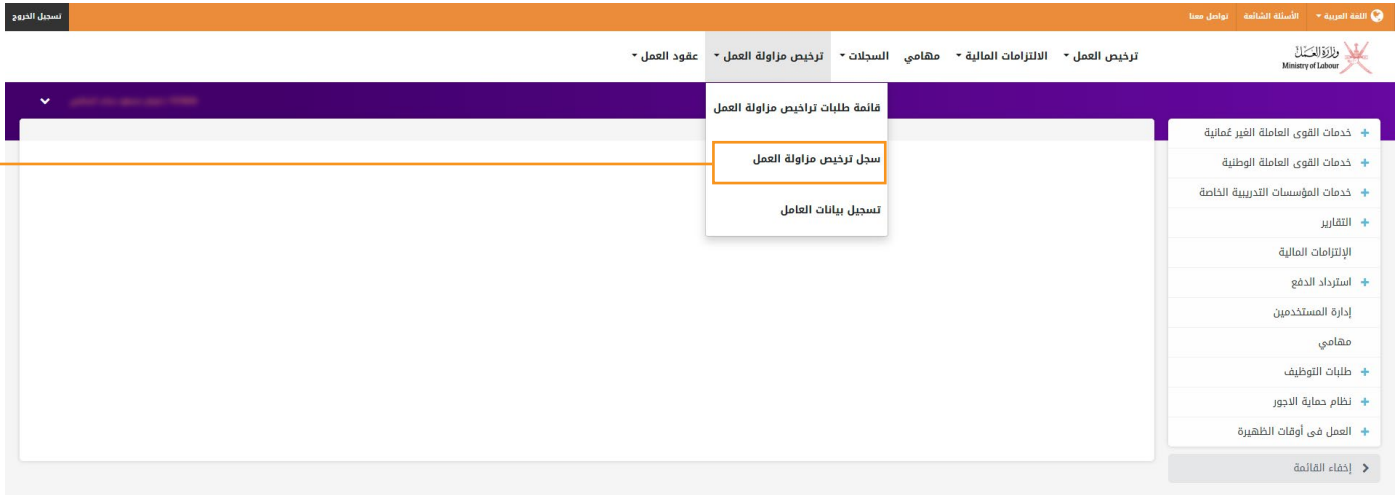 اللغة العربية
الأسئلة الشائعة
تواصل معنا
تسجيل الخروج
وزارة العمل
Ministry of Labour
ترخيص العمل
الالتزامات المالية
مهامي
السجلات
ترخيص مزاولة العمل
عقود العمل
قائمة طلبات تراخيص مزاولة العمل
سجل ترخيص مزاولة العمل
تسجيل بيانات العامل
خدمات القوى العاملة الغير عُمانية
خدمات القوى العاملة الوطنية
خدمات المؤسسات التدريبية الخاصة
التقارير
الإلتزامات المالية
استرداد الدفع
إدارة المستخدمين
مهامي
طلبات التوظيف
نظام حماية الاجور
العمل فى أوقات الظهيرة
إخفاء القائمة